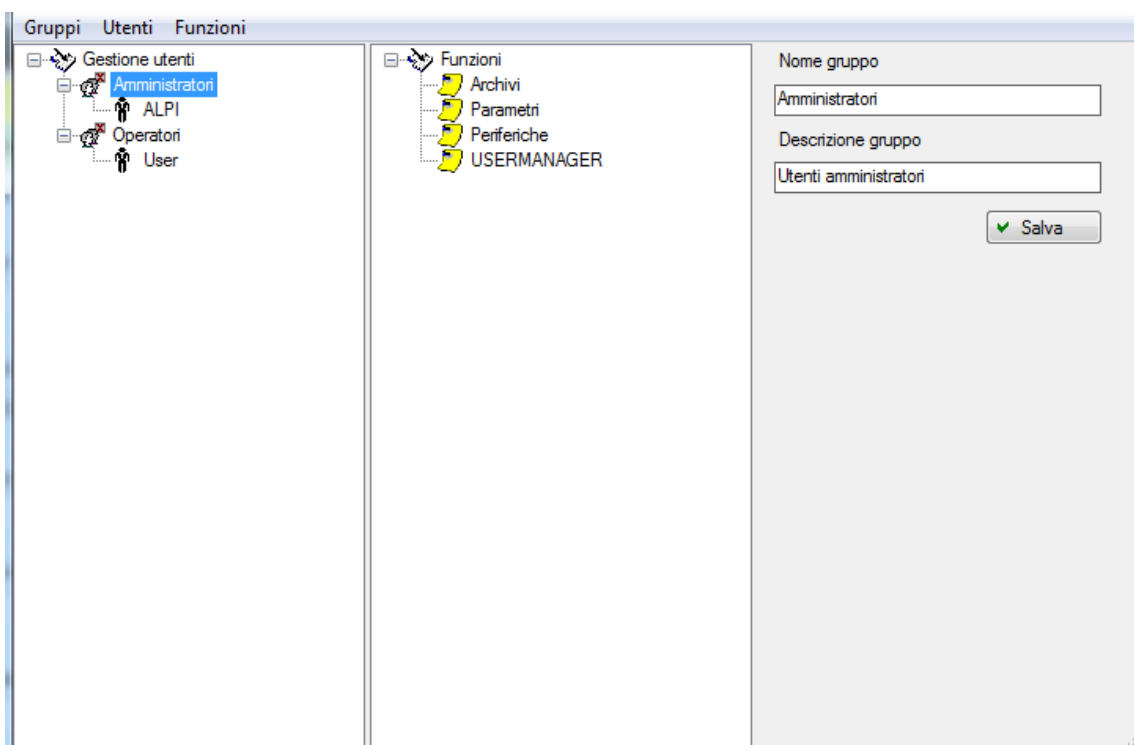 Gruppi Utenti Funzioni
Gestione utenti
Amministratori
ALPI
Operatori
User
Funzioni
Archivi
Parametri
Periferiche
USERMANAGER
Nome gruppo
Amministratori
Descrizione gruppo
Utenti amministratori
Salva